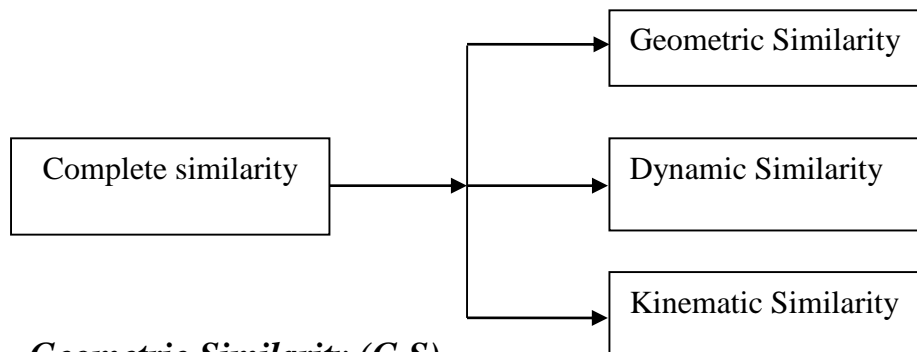 Geometric Similarity
Complete similarity
Dynamic Similarity
Kinematic Similarity
Geometric Similarity (G.S)